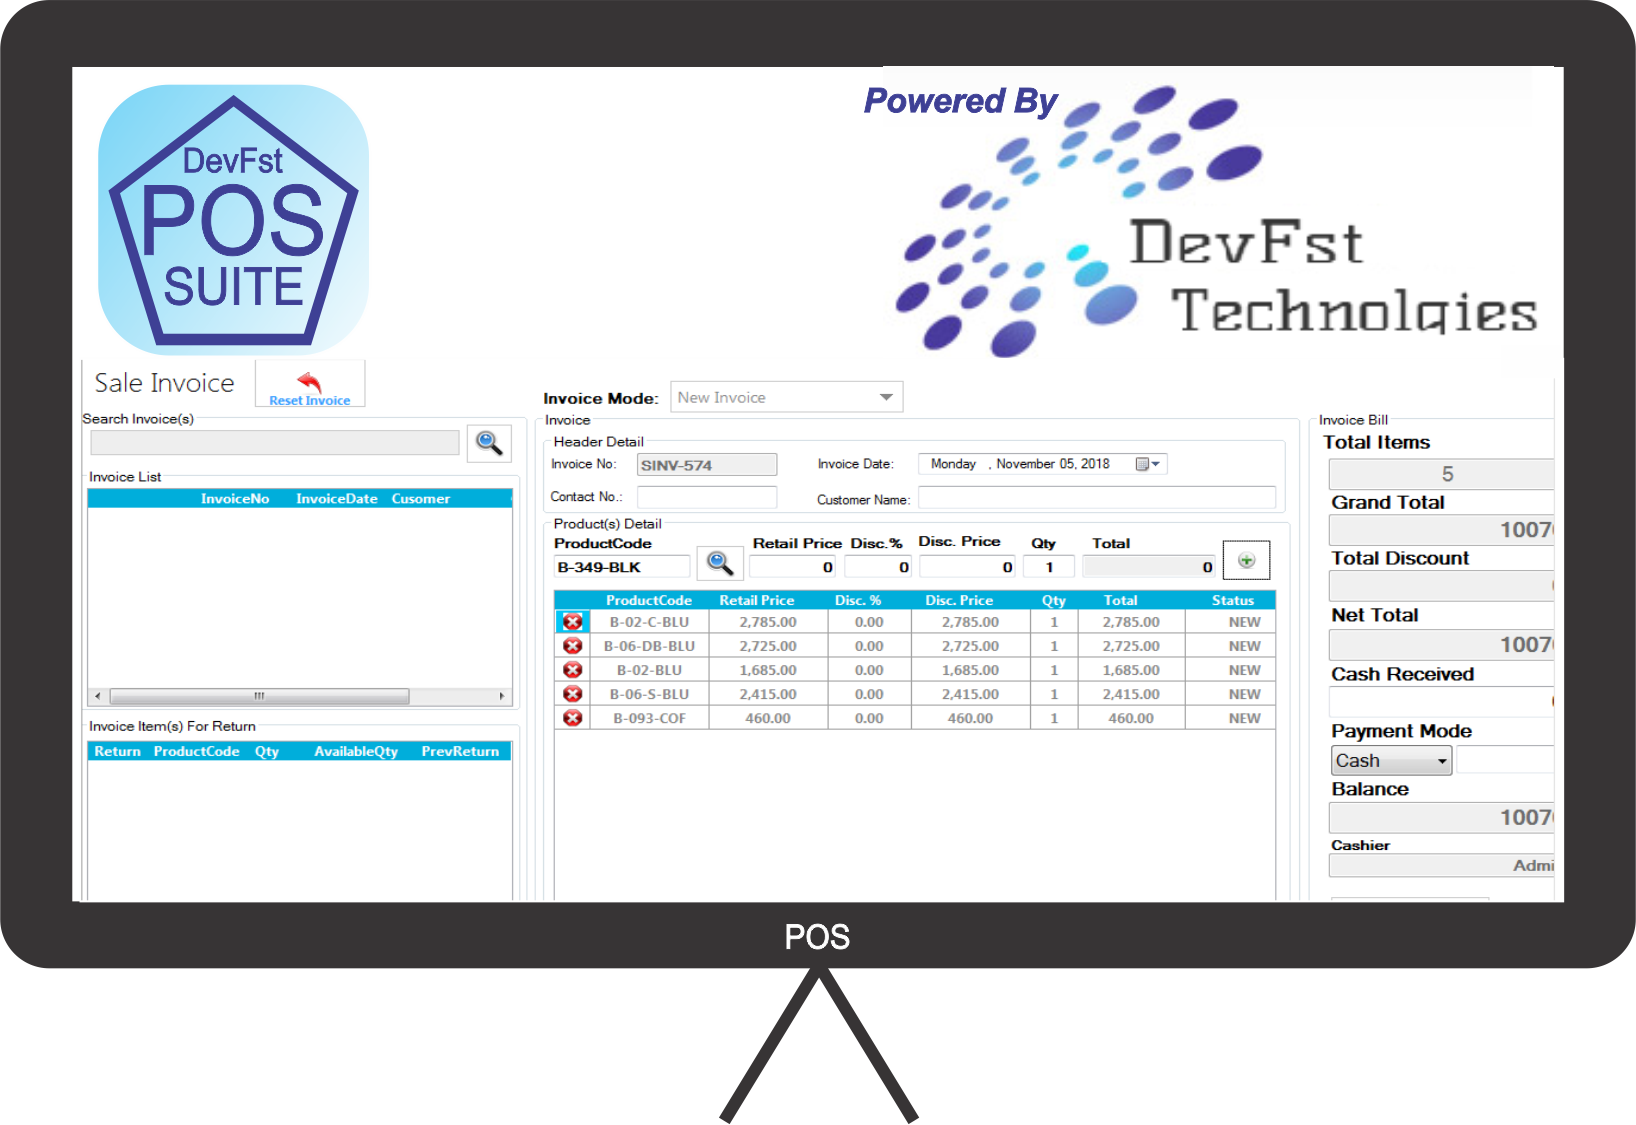 Powered By
DevFst
POS
SUITE
DevFst
Technolgies
Sale Invoice
Reset Invoice
Invoice Mode: New Invoice
Search Invoice(s)
Invoice List
InvoiceNo InvoiceDate Cusomer
Invoice Item(s) For Return
Return ProductCode Qty AvailableQty PrevReturn
Invoice
Header Detail
Invoice No: SINV-574 Invoice Date: Monday , November 05, 2018
Contact No.: Customer Name:
Product(s) Detail
ProductCode Retail Price Disc.% Disc. Price Qty Total
B-349-BLK 0 0 0 1 0
ProductCode Retail Price Disc. % Disc. Price Qty Total Status
B-02-C-BLU 2,785.00 0.00 2,785.00 1 2,785.00 NEW
B-06-DB-BLU 2,725.00 0.00 2,725.00 1 2,725.00 NEW
B-02-BLU 1,685.00 0.00 1,685.00 1 1,685.00 NEW
B-06-S-BLU 2,415.00 0.00 2,415.00 1 2,415.00 NEW
B-093-COF 460.00 0.00 460.00 1 460.00 NEW
Invoice Bill
Total Items
5
Grand Total
1007
Total Discount
Net Total
1007
Cash Received
Payment Mode
Cash
Balance
1007
Cashier
Admi
POS